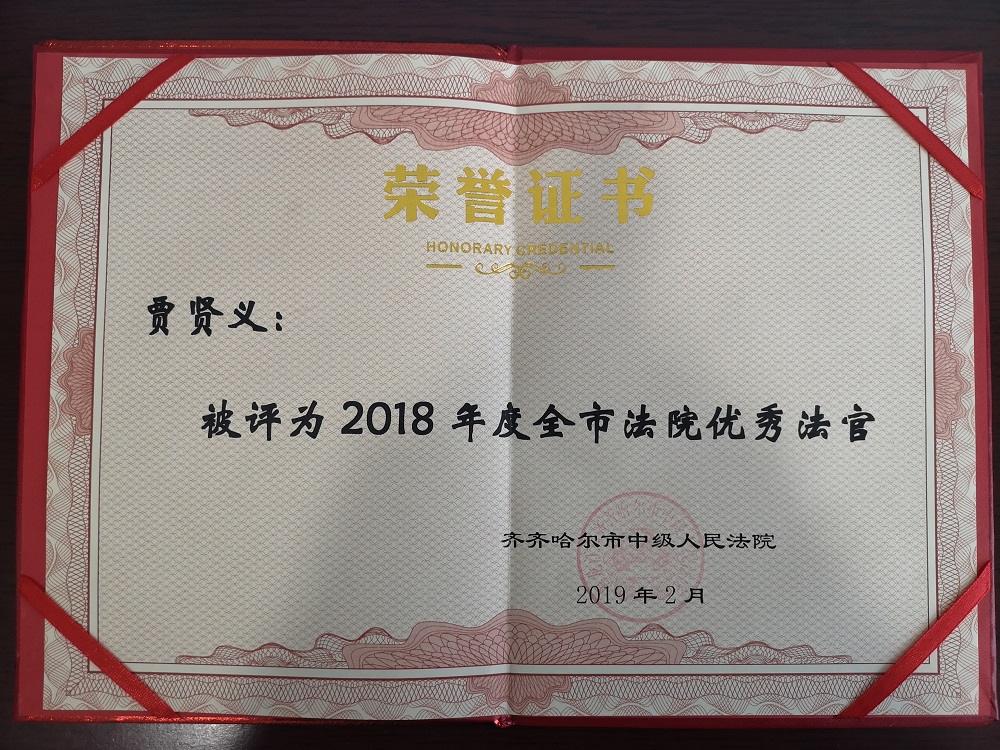 荣誉证书
HONORARY CREDENTIAL
贾贤义：
被评为2018年度全市法院优秀法官
齐齐哈尔市中级人民法院
2019年2月